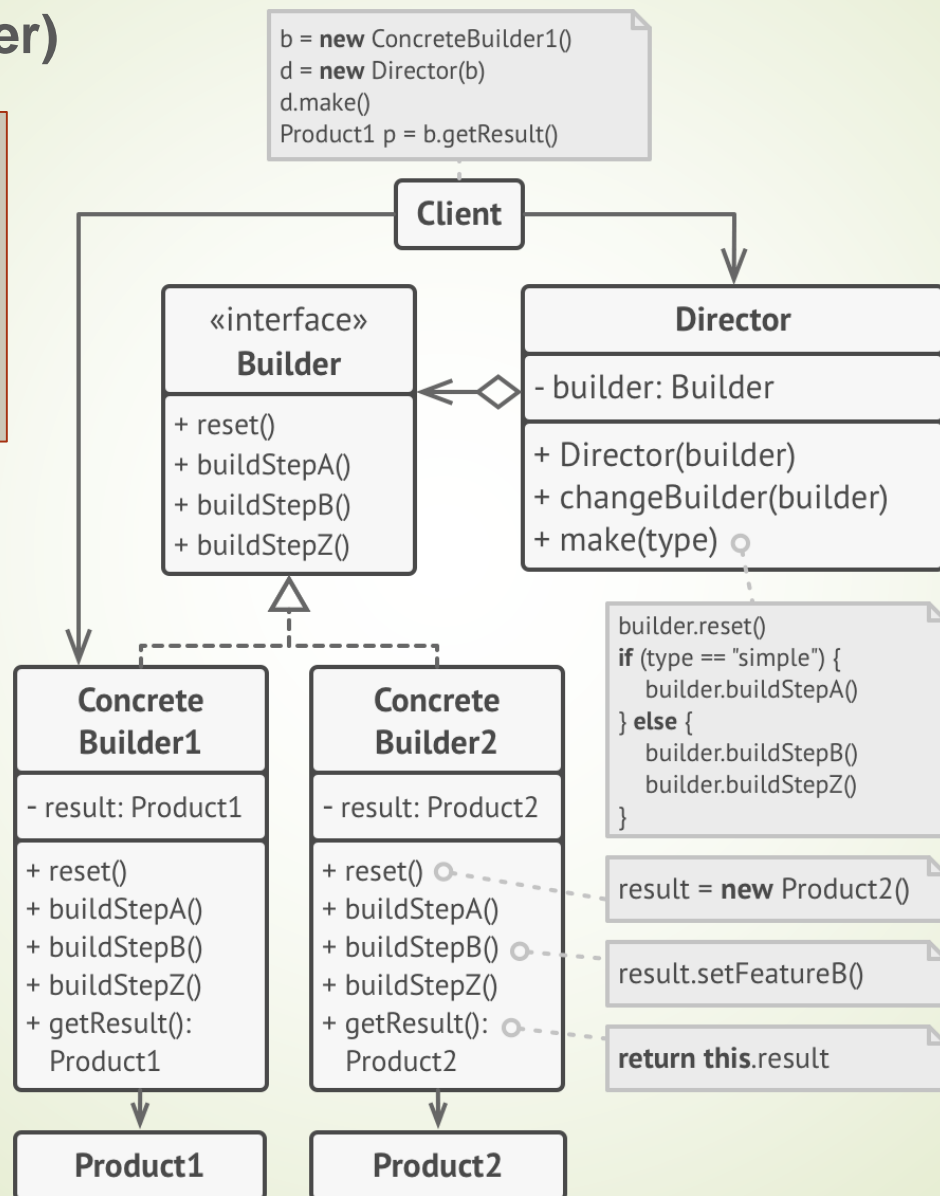 er)
b = new ConcreteBuilder1()
d = new Director(b)
d.make()
Product1 p = b.getResult()
Client
«interface»
Builder
+ reset()
+ buildStepA()
+ buildStepB()
+ buildStepZ()
Director
- builder: Builder
+ Director(builder)
+ changeBuilder(builder)
+ make(type)
builder.reset()
if (type == "simple") {
builder.buildStepA()
} else {
builder.buildStepB()
builder.buildStepZ()
}
Concrete
Builder1
- result: Product1
+ reset()
+ buildStepA()
+ buildStepB()
+ buildStepZ()
+ getResult():
Product1
Concrete
Builder2
- result: Product2
+ reset()
+ buildStepA()
+ buildStepB()
+ buildStepZ()
+ getResult():
Product2
result = new Product2()
result.setFeatureB()
return this.result
Product1
Product2